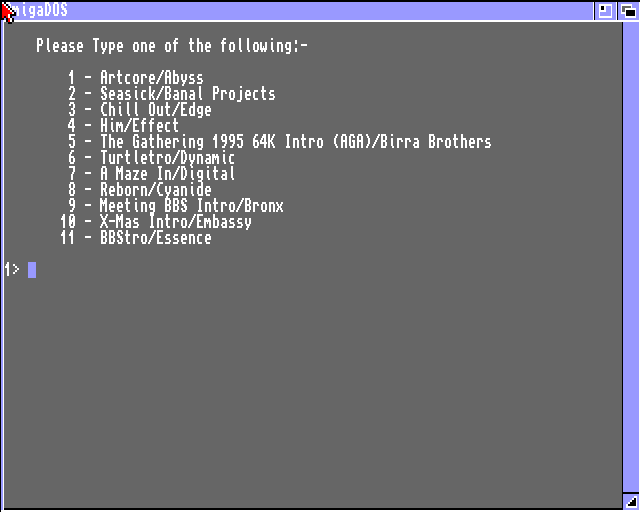 AmigaDOS
Please Type one of the following:-
1 - Artcore/Abyss
2 - Seasick/Banal Projects
3 - Chill Out/Edge
4 - Him/Effect
5 - The Gathering 1995 64K Intro (AGA)/Birra Brothers
6 - Turtletro/Dynamic
7 - A Maze In/Digital
8 - Reborn/Cyanide
9 - Meeting BBS Intro/Bronx
10 - X-Mas Intro/Embassy
11 - BBStro/Essence
1>